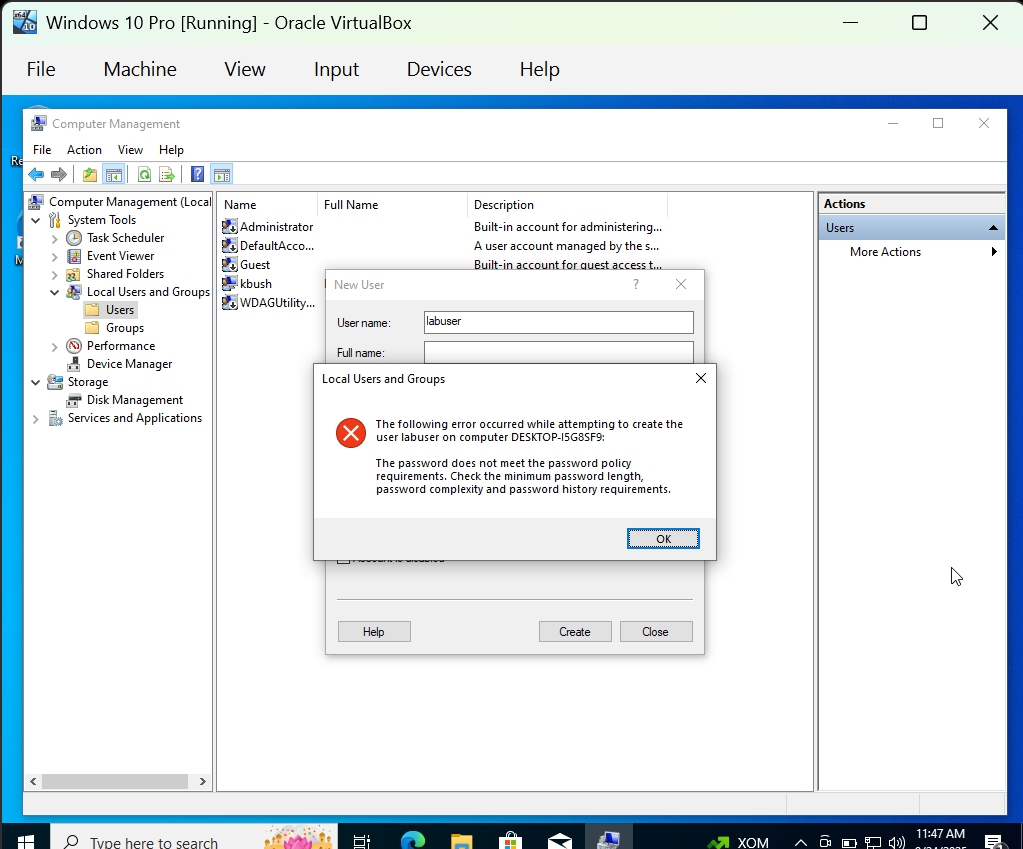 Windows 10 Pro [Running] - Oracle VirtualBox
File Machine View Input Devices Help
Computer Management
File Action View Help
Computer Management (Local
System Tools
Task Scheduler
Event Viewer
Shared Folders
Local Users and Groups
Users
Groups
Performance
Device Manager
Storage
Disk Management
Services and Applications
Name Full Name Description
Administrator Built-in account for administering...
DefaultAcco... A user account managed by the s...
Guest Built-in account for guest access t...
kbush
WDAGUtility...
Actions
Users
More Actions
New User
User name: labuser
Full name:
Local Users and Groups
The following error occurred while attempting to create the
user labuser on computer DESKTOP-I5G8SF9:
The password does not meet the password policy
requirements. Check the minimum password length,
password complexity and password history requirements.
OK
Account is disabled
Help Create Close
Type here to search
XOM
11:47 AM